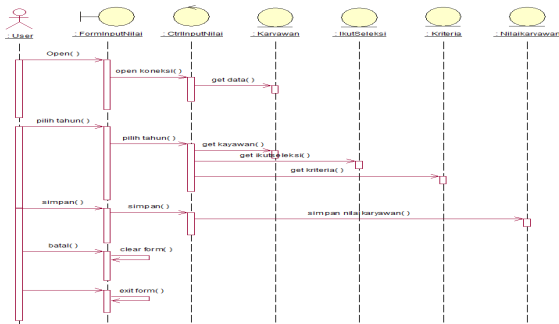 : User
: FormInputNilai
: CtrlInputNilai
: Karyawan
: IkutSeleksi
: Kriteria
: Nilaikaryawan
Open( )
open koneksi( )
get data( )
pilih tahun( )
pilih tahun( )
get kayawan( )
get ikutseleksi( )
get kriteria( )
simpan( )
simpan( )
simpan nilai karyawan( )
batal( )
clear form( )
exit form( )